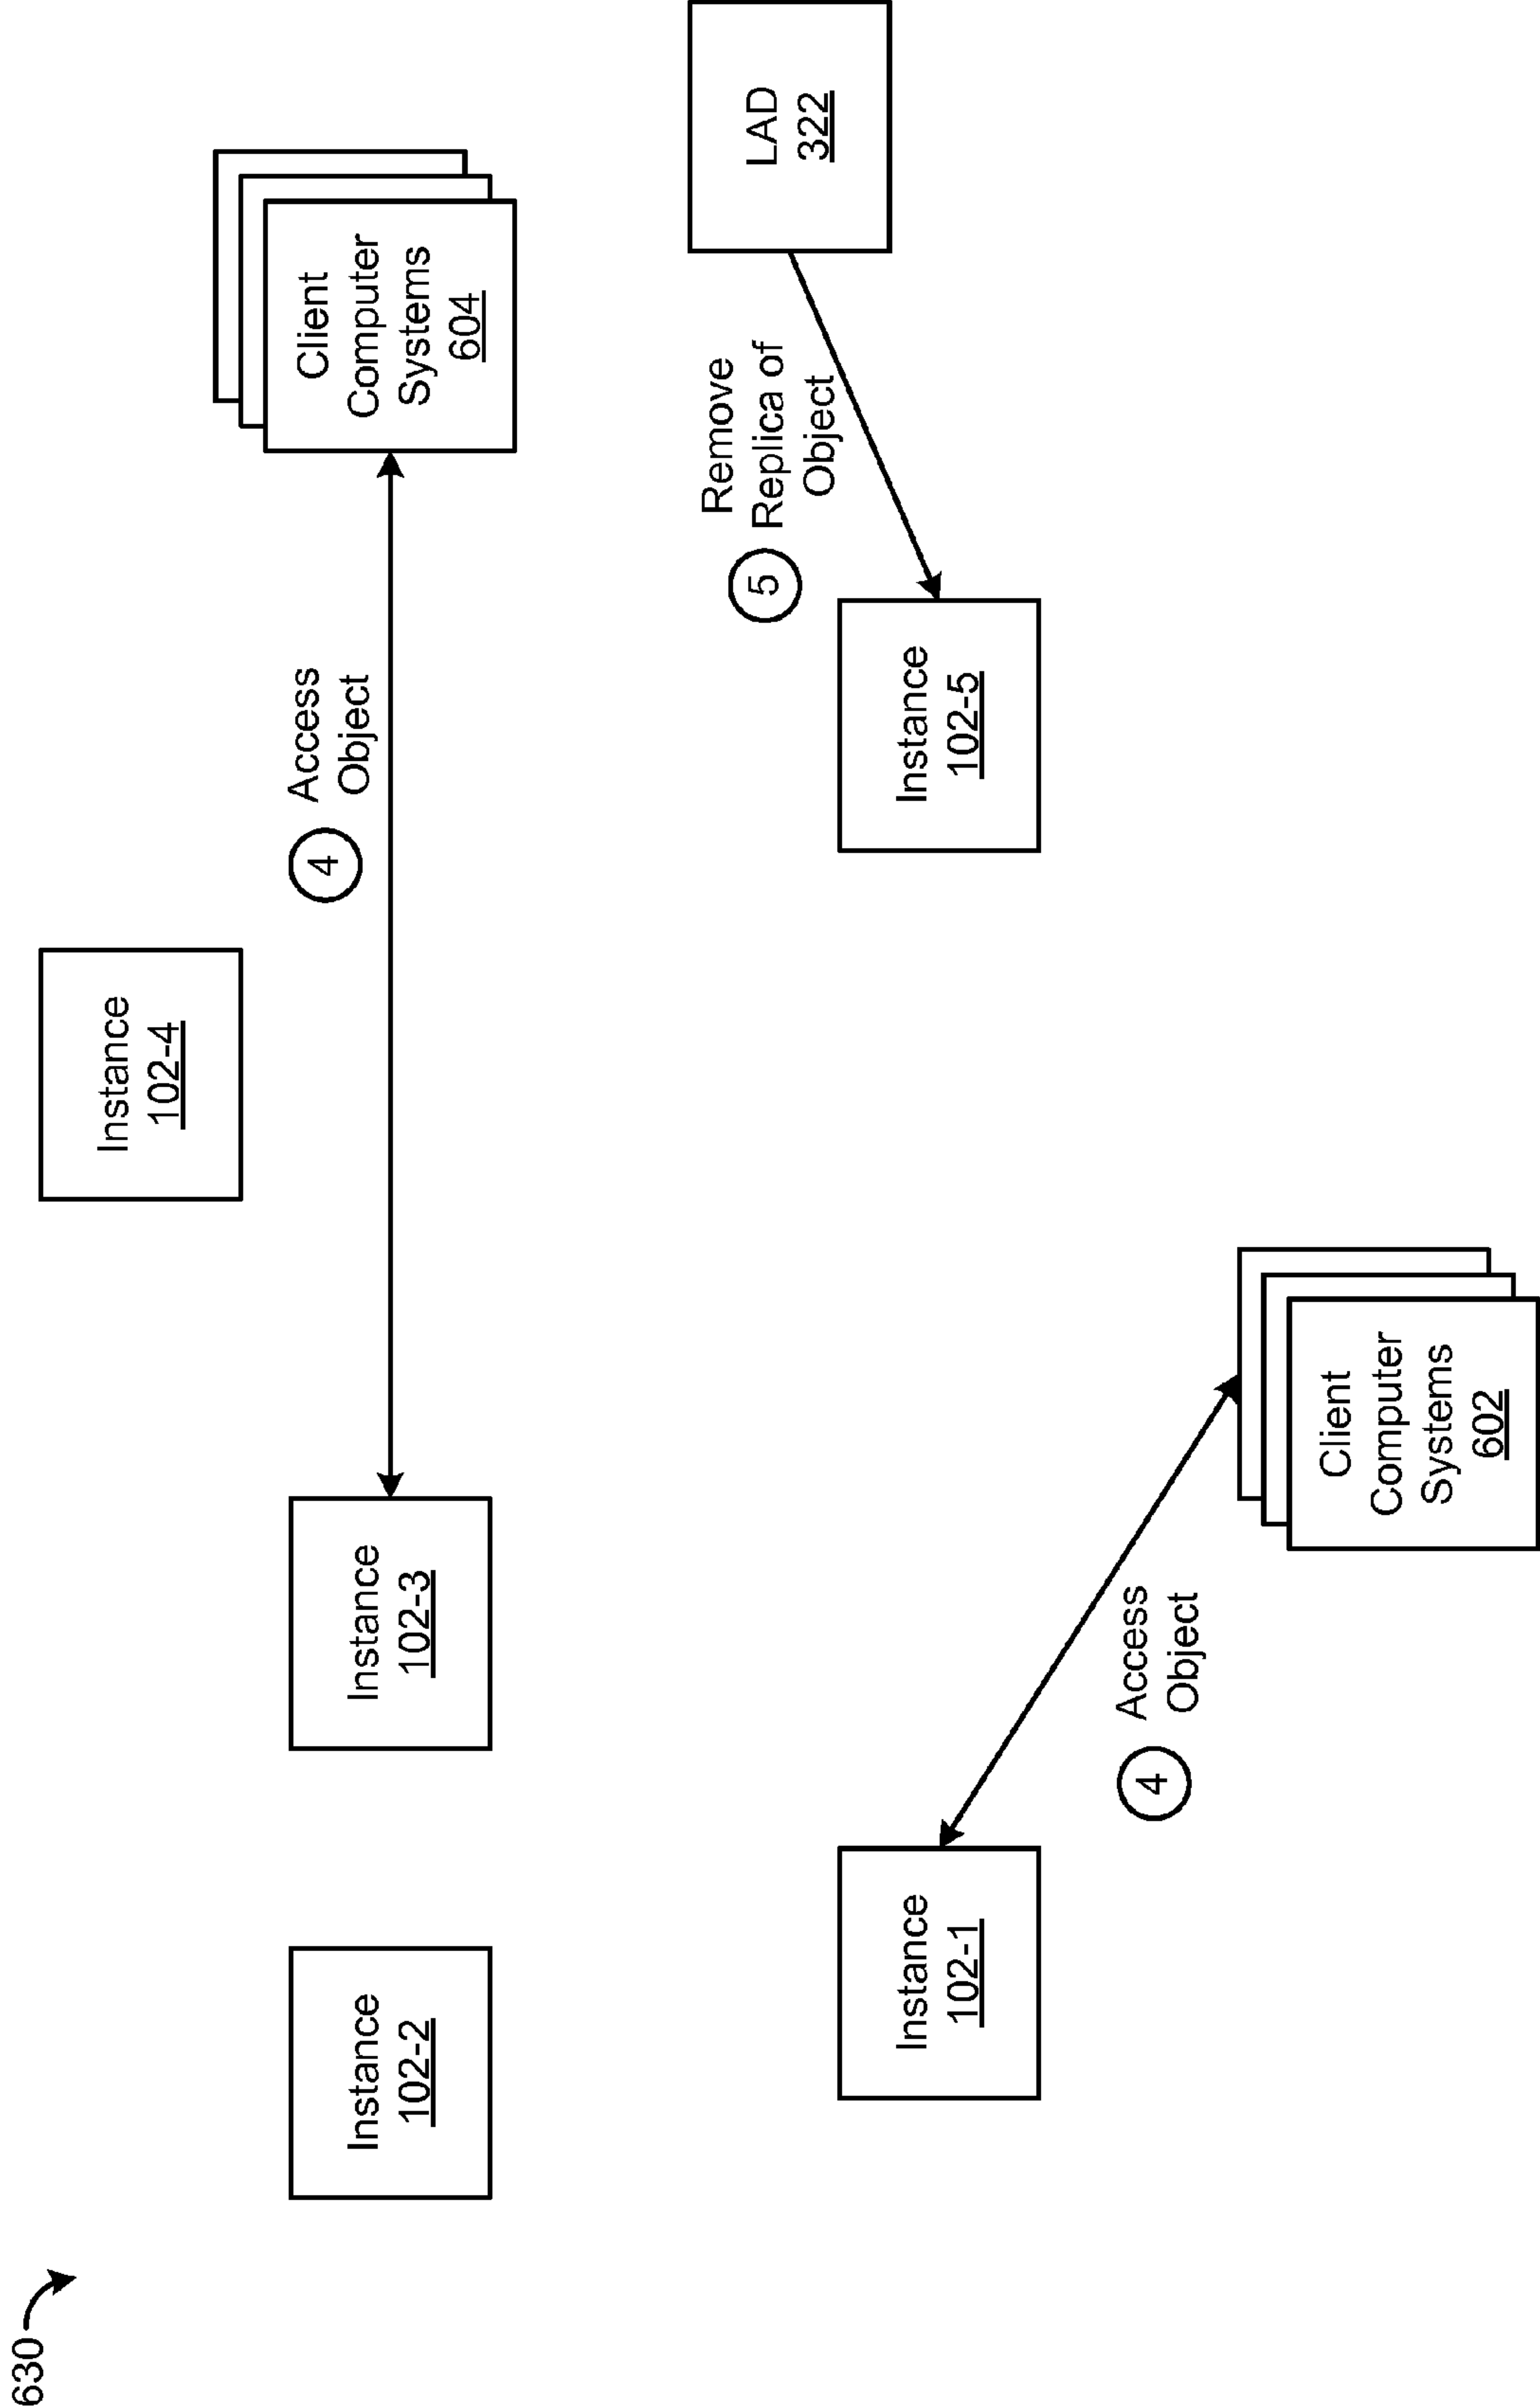 630
Instance
102-4
Instance
102-2
Instance
102-3
4
Access
Object
Client
Computer
Systems
604
5
Remove
Replica of
Object
LAD
322
Instance
102-1
Instance
102-5
4
Access
Object
Client
Computer
Systems
602